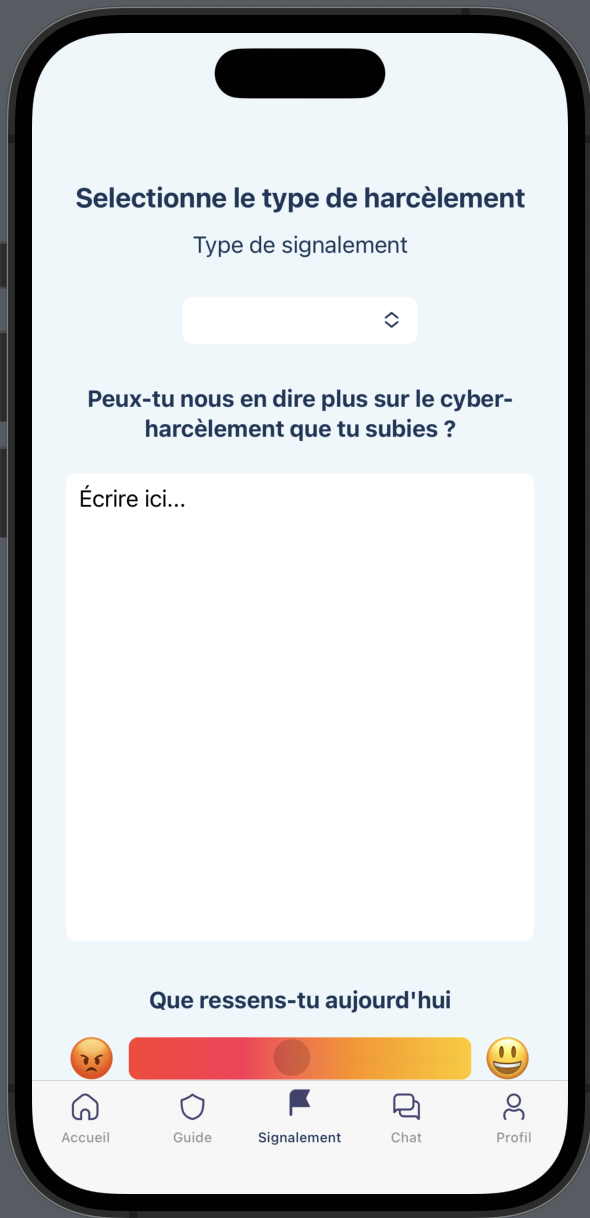 Selectionne le type de harcèlement
Type de signalement
Peux-tu nous en dire plus sur le cyber-
harcèlement que tu subies ?
Écrire ici...
Que ressens-tu aujourd'hui
Accueil
Guide
Signalement
Chat
Profil